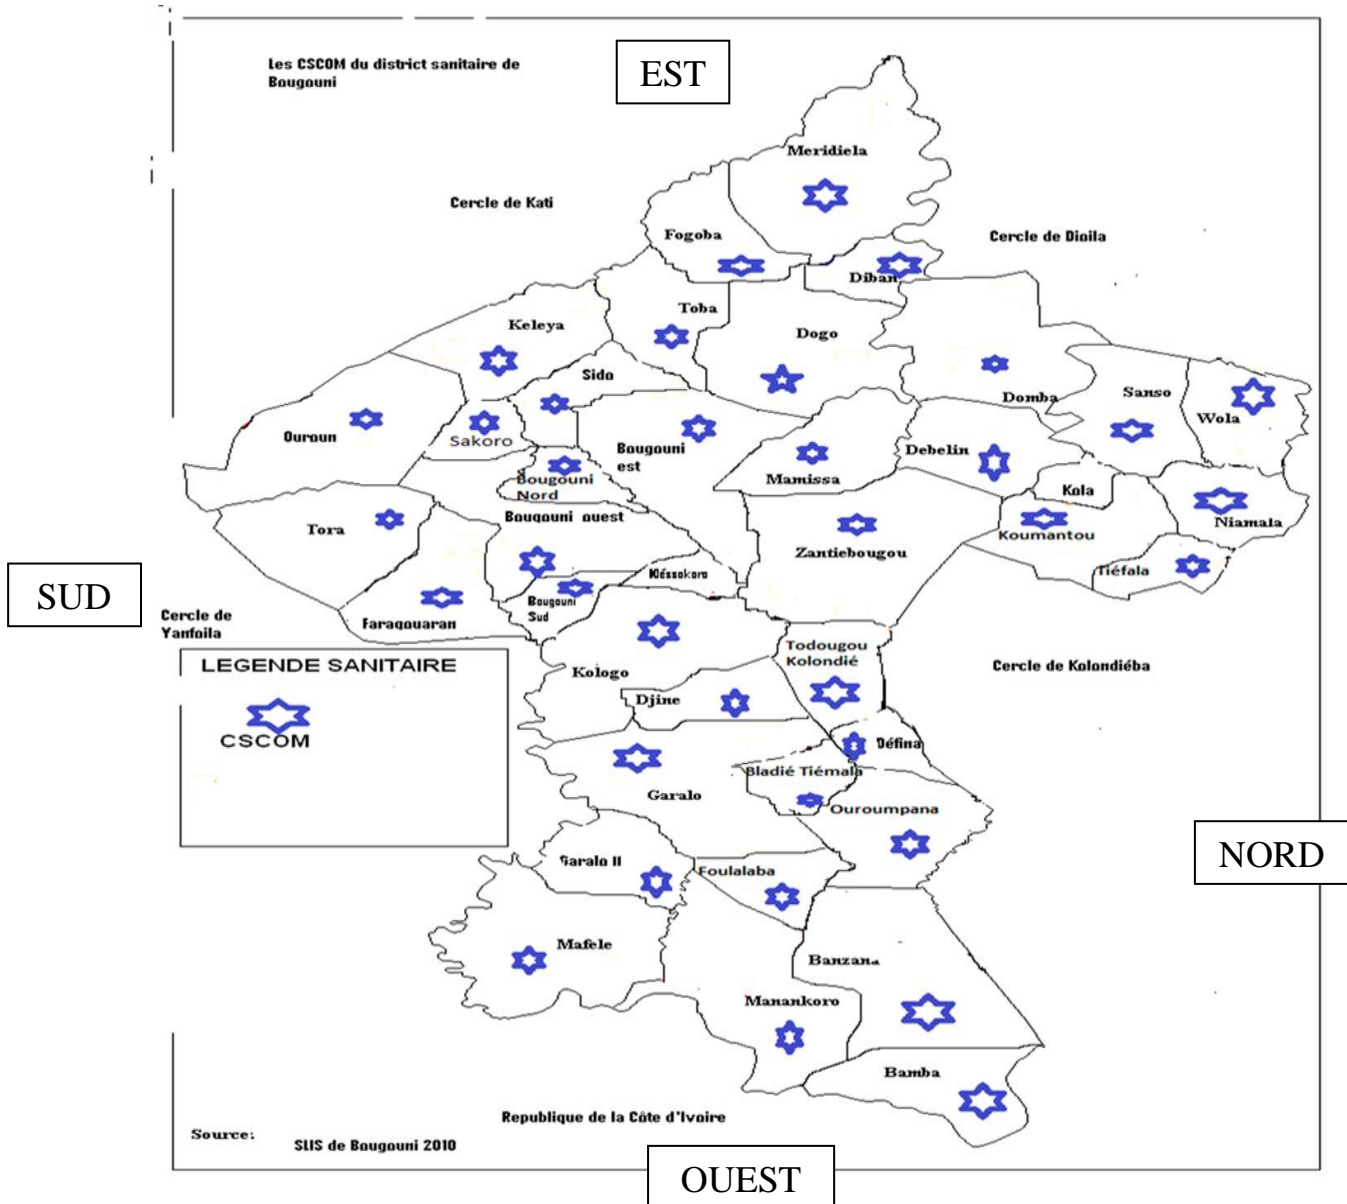 Les CSCOM du district sanitaire de
Bougouni
EST
Meridiela
Cercle de Kati
Fogoba
Cercle de Dioila
Diban
Toba
Keleya
Dogo
Sido
Domba
Sanso
Wola
Ouroun
Sakoro
Bougouni
est
Mamissa
Debelin
Kola
Bougouni
Nord
Bougouni ouest
Tora
Zantiebougou
Koumantou
Niamala
Tiéfala
Kléssokoro
SUD
Cercle de
Yanfoila
Faragouaran
Bougouni
Sud
Todougou
Kolondié
Cercle de Kolondiéba
LEGENDE SANITAIRE
CSCOM
Kologo
Djine
Défina
Bladié Tiémala
Garalo
Ouroumpana
NORD
Garalo II
Foulalaba
Mafele
Banzana
Manankoro
Bamba
Republique de la Côte d'Ivoire
Source:
SLIS de Bougouni 2010
OUEST